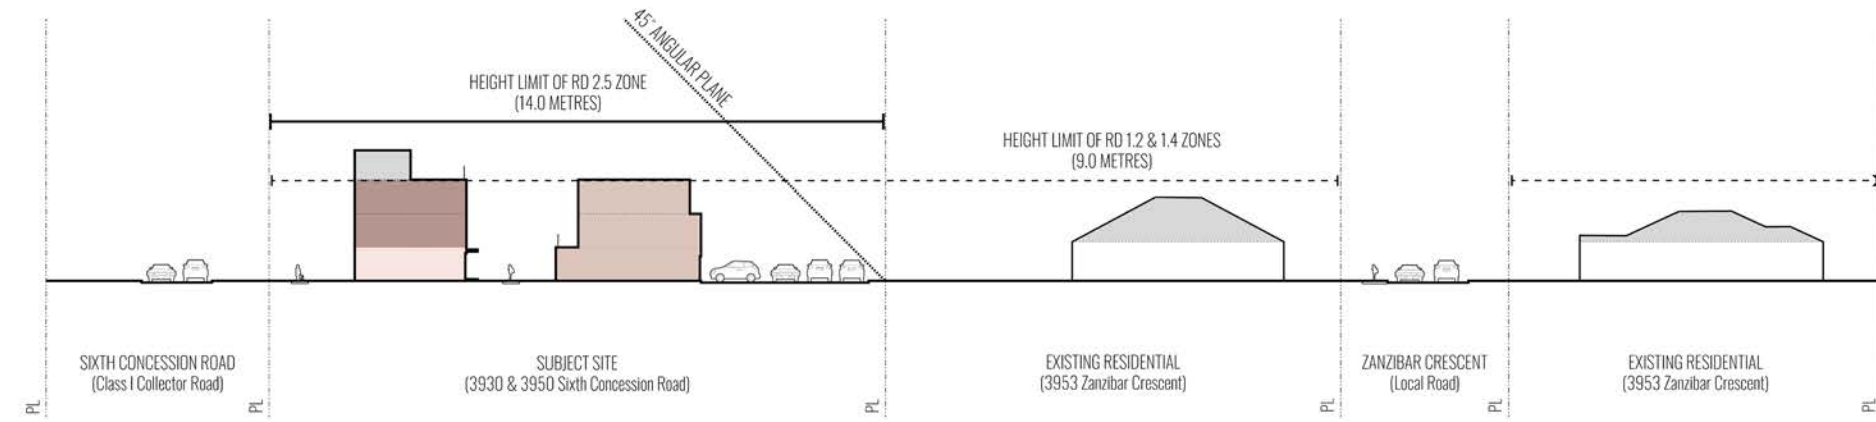 45° ANGULAR PLANE
HEIGHT LIMIT OF RD 2.5 ZONE
(14.0 METRES)
HEIGHT LIMIT OF RD 1.2 & 1.4 ZONES
(9.0 METRES)
SIXTH CONCESSION ROAD
(Class I Collector Road)
SUBJECT SITE
(3930 & 3950 Sixth Concession Road)
EXISTING RESIDENTIAL
(3953 Zanzibar Crescent)
ZANZIBAR CRESCENT
(Local Road)
EXISTING RESIDENTIAL
(3953 Zanzibar Crescent)
PL
PL
PL
PL
PL
PL